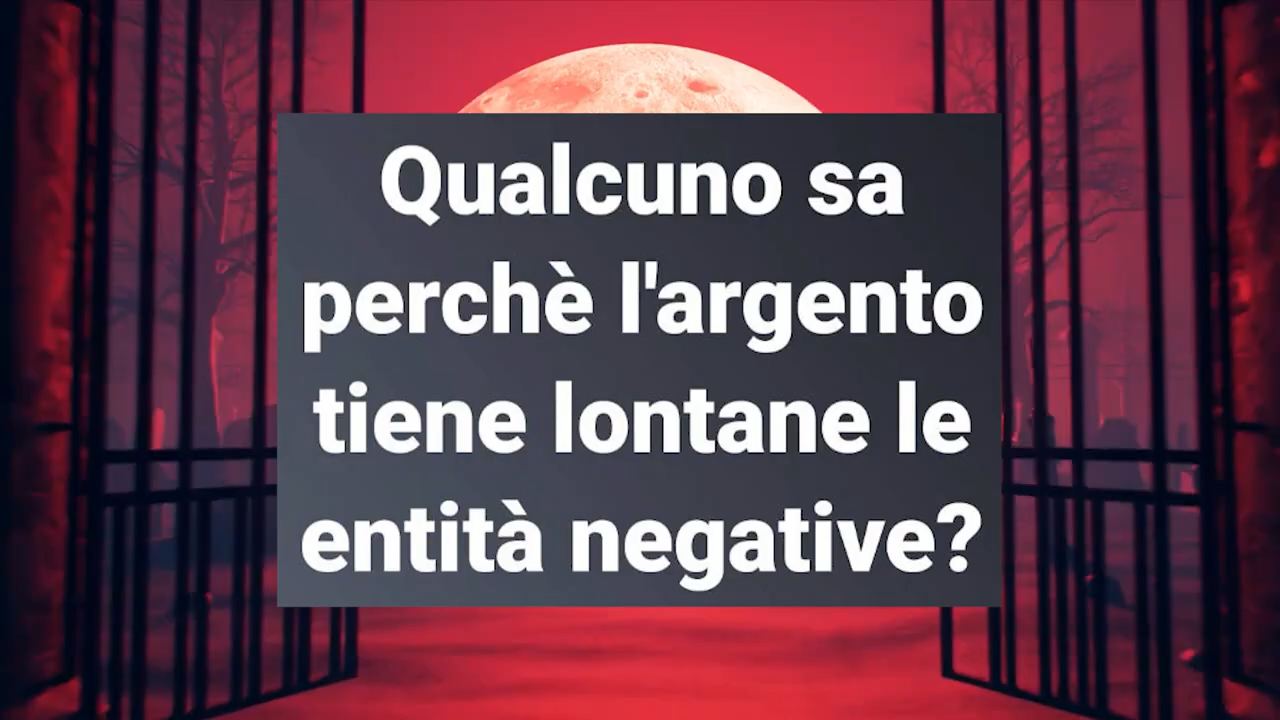 Qualcuno sa
perchè l'argento
tiene lontane le
entità negative?